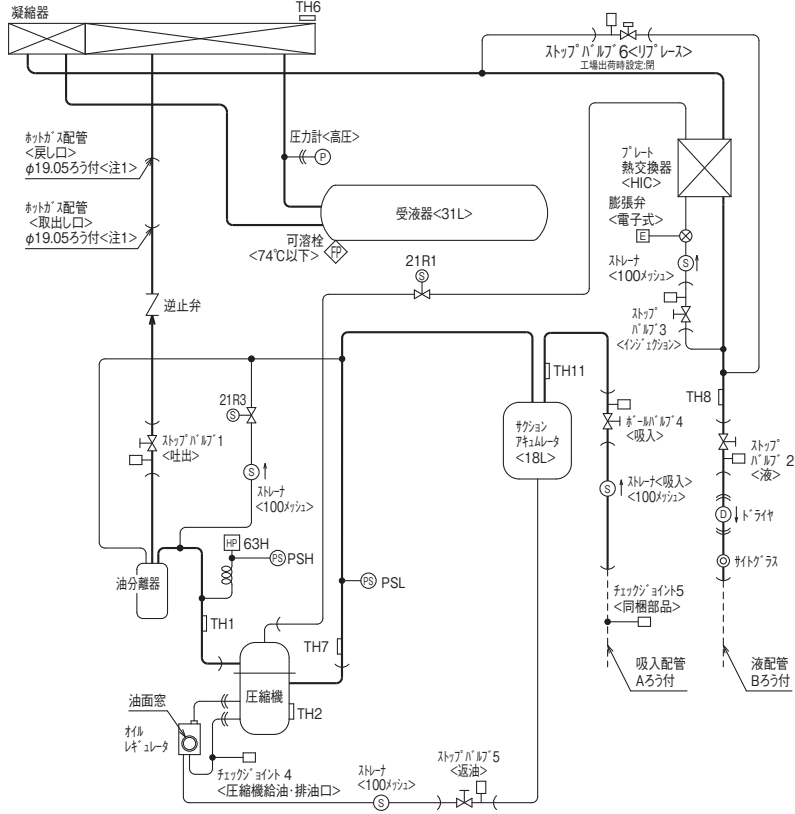 凝縮器
TH6
ストップバルブ6<リプレース>
工場出荷時設定:閉
ホットガス配管
<戻し口>
φ19.05ろう付<注1>
圧力計<高圧>
P
プレート
熱交換器
<HIC>
ホットガス配管
<取出し口>
φ19.05ろう付<注1>
受液器<31L>
膨張弁
<電子式>
E
可溶栓
<74℃以下>
FP
21R1
S
ストレーナ
<100メッシュ>
S
逆止弁
ストップ
バルブ3
<インジェクション>
TH11
TH8
21R3
S
サクション
アキュムレータ
<18L>
ボールバルブ4
<吸入>
ストップバルブ1
<吐出>
ストップ
バルブ2
<液>
S
ストレーナ
<100メッシュ>
S
ストレーナ<吸入>
<100メッシュ>
D
ドライヤ
HP
63H
PS
PSH
サイトグラス
油分離器
PS
PSL
チェックジョイント5
<同梱部品>
TH1
TH7
吸入配管
Aろう付
液配管
Bろう付
圧縮機
油面窓
TH2
オイル
レギュレータ
チェックジョイント4
<圧縮機給油・排油口>
ストレーナ
<100メッシュ>
S
ストップバルブ5
<返油>